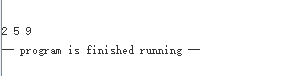 2 5 9
— program is finished running —